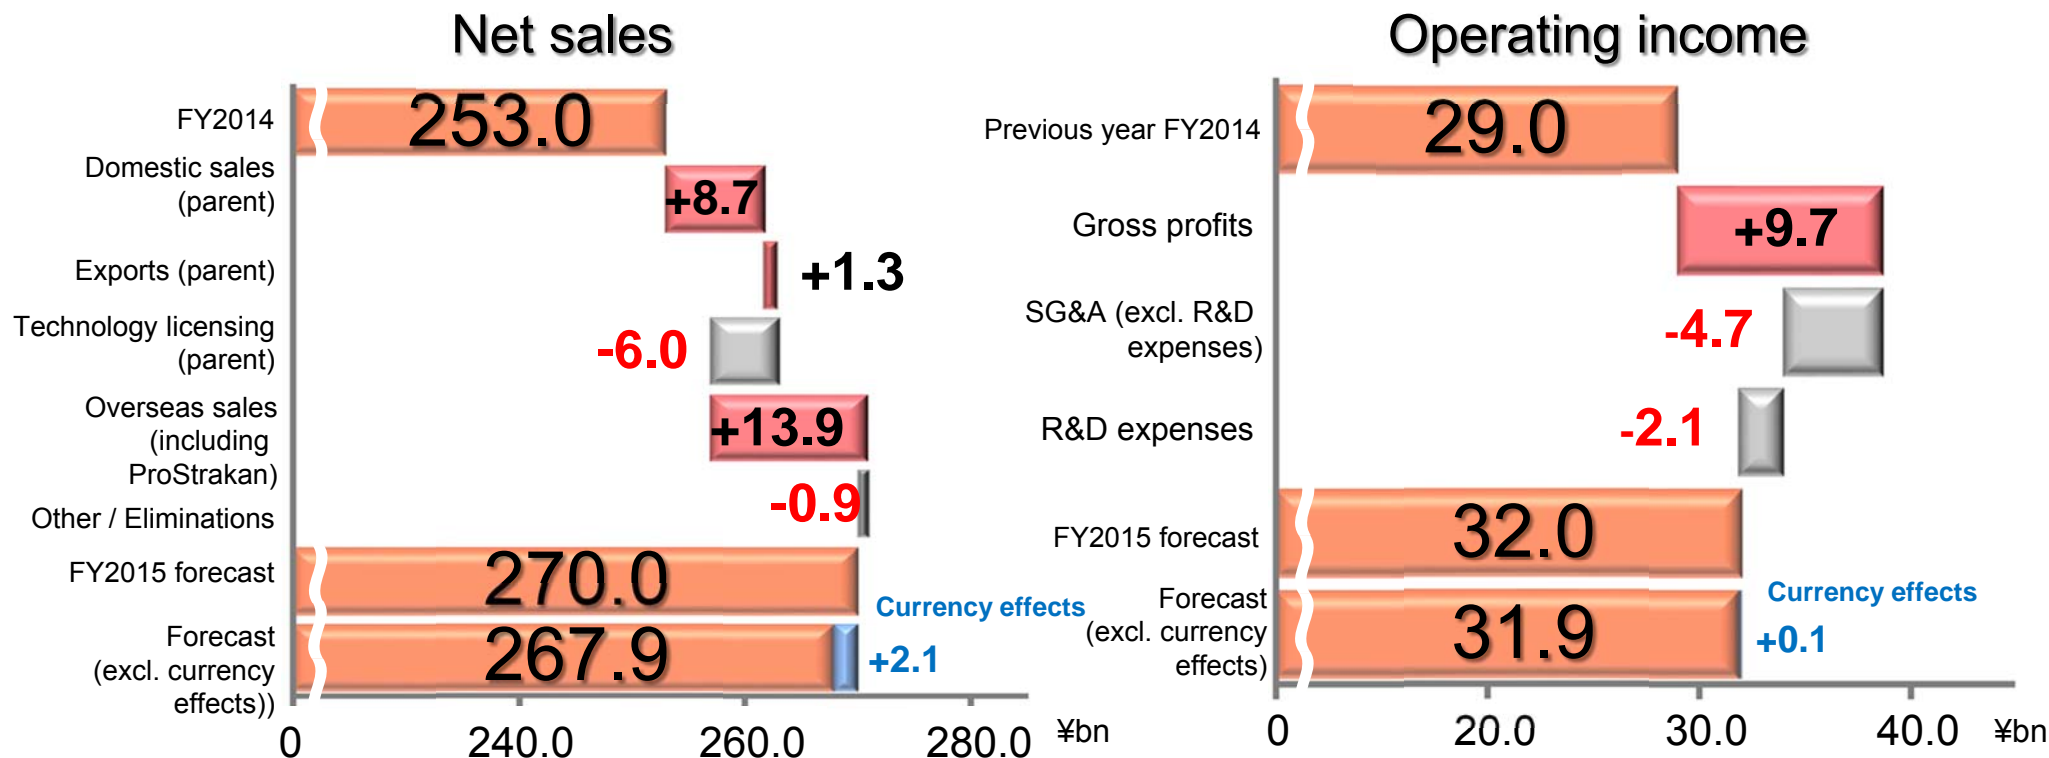 Net sales
FY2014
253.0
Domestic sales
(parent)
+8.7
Exports (parent)
+1.3
Technology licensing
(parent)
-6.0
Overseas sales
(including
ProStrakan)
+13.9
Other / Eliminations
-0.9
FY2015 forecast
270.0
Forecast
(excl. currency
effects))
267.9
Currency effects
+2.1
0 240.0 260.0 280.0 ¥bn
Operating income
Previous year FY2014
29.0
Gross profits
+9.7
SG&A (excl. R&D
expenses)
-4.7
R&D expenses
-2.1
FY2015 forecast
32.0
Forecast
(excl. currency
effects)
31.9
Currency effects
+0.1
0 20.0 30.0 40.0 ¥bn